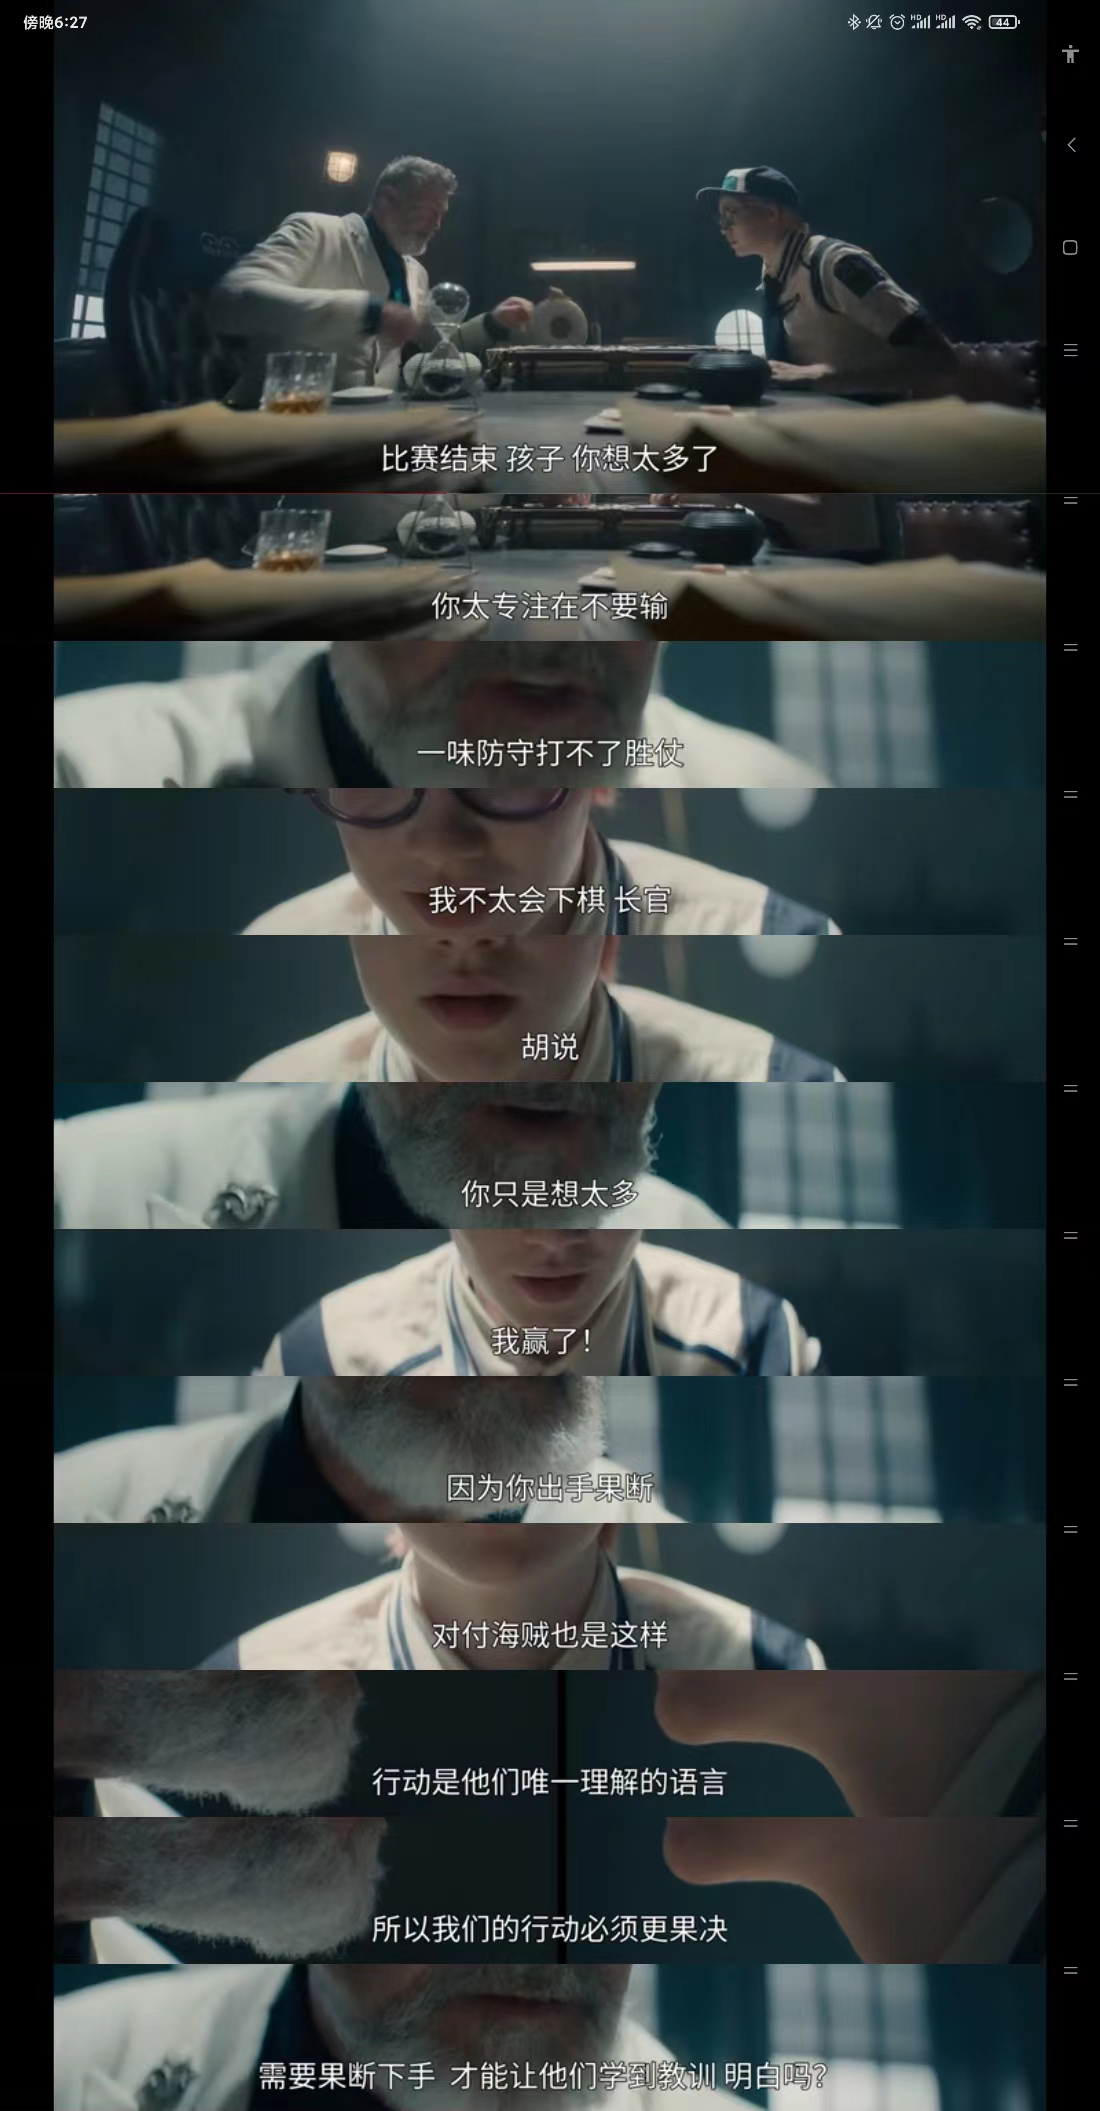 傍晚6:27
HD HD 44
比赛结束 孩子 你想太多了
你太专注在不要输
一味防守打不了胜仗
我不太会下棋 长官
胡说
你只是想太多
我赢了！
因为你出手果断
对付海贼也是这样
行动是他们唯一理解的语言
所以我们的行动必须更果决
需要果断下手 才能让他们学到教训 明白吗？